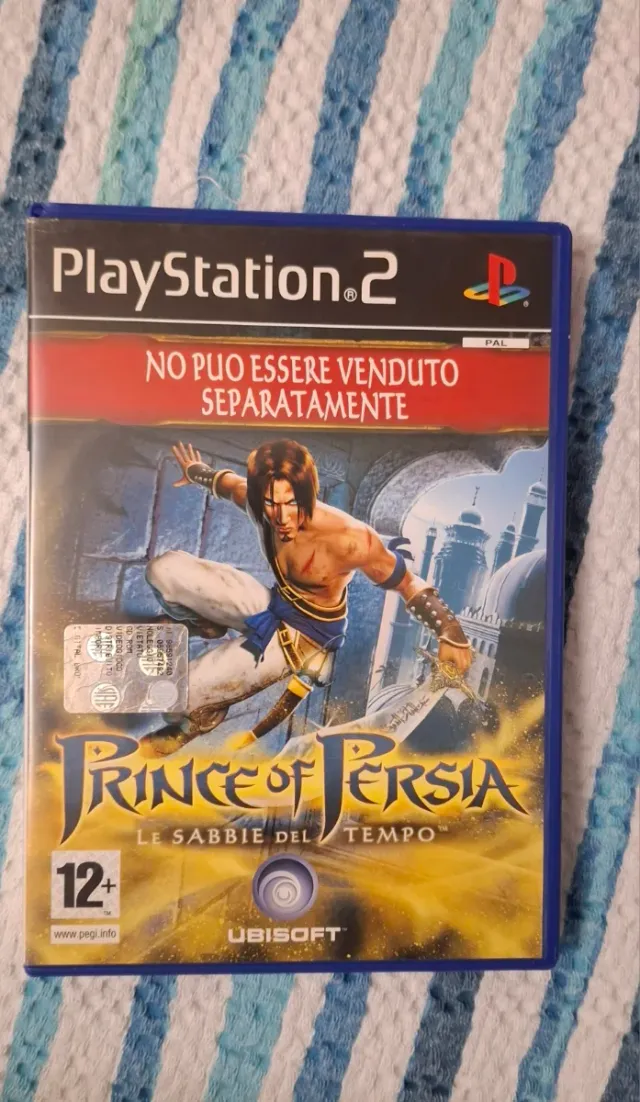 PlayStation®2
PAL
NO PUO ESSERE VENDUTO
SEPARATAMENTE
PRINCE OF PERSIA
LE SABBIE DEL TEMPO™
12+
www.pegi.info
UBISOFT™